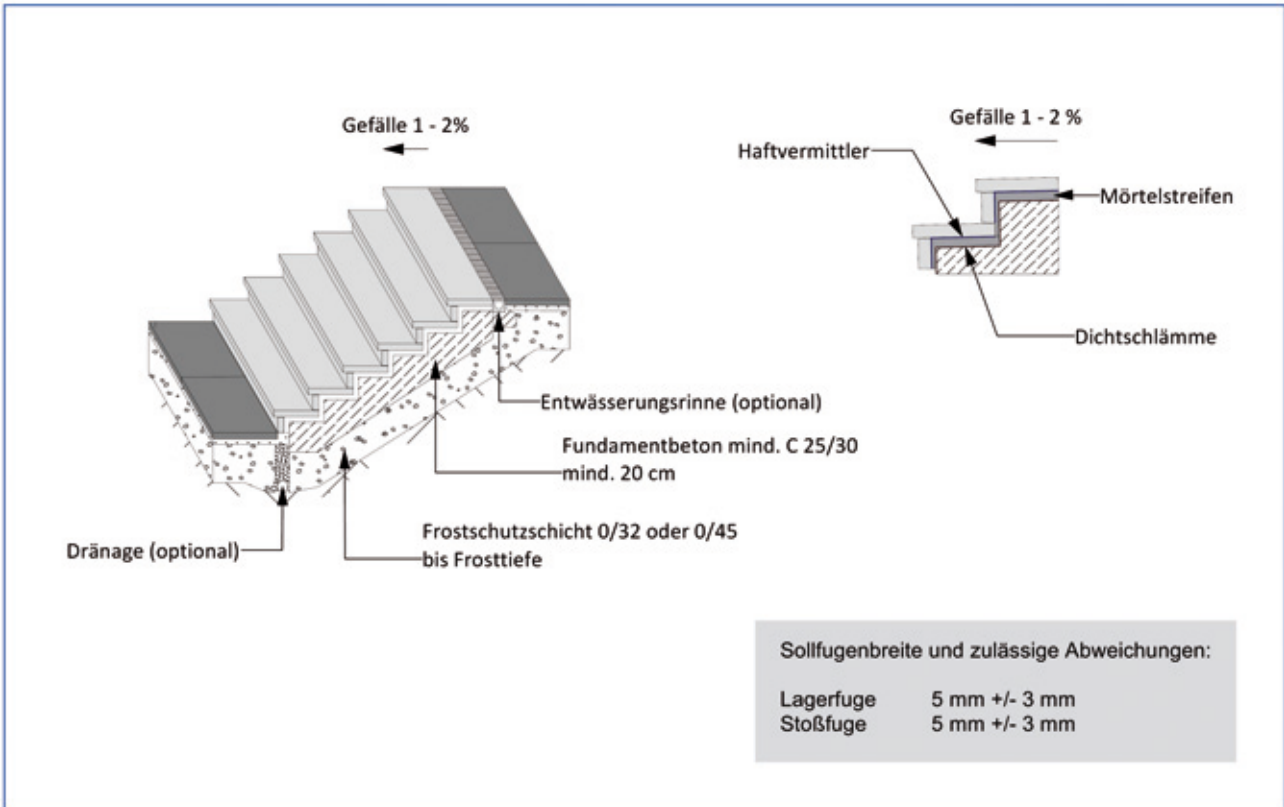 Gefälle 1 - 2%
Gefälle 1 - 2 %
Haftvermittler
Mörtelstreifen
Dichtschlämme
Entwässerungsrinne (optional)
Fundamentbeton mind. C 25/30
mind. 20 cm
Frostschutzschicht 0/32 oder 0/45
bis Frosttiefe
Dränage (optional)
Sollfugenbreite und zulässige Abweichungen:
Lagerfuge 5 mm +/- 3 mm
Stoßfuge 5 mm +/- 3 mm